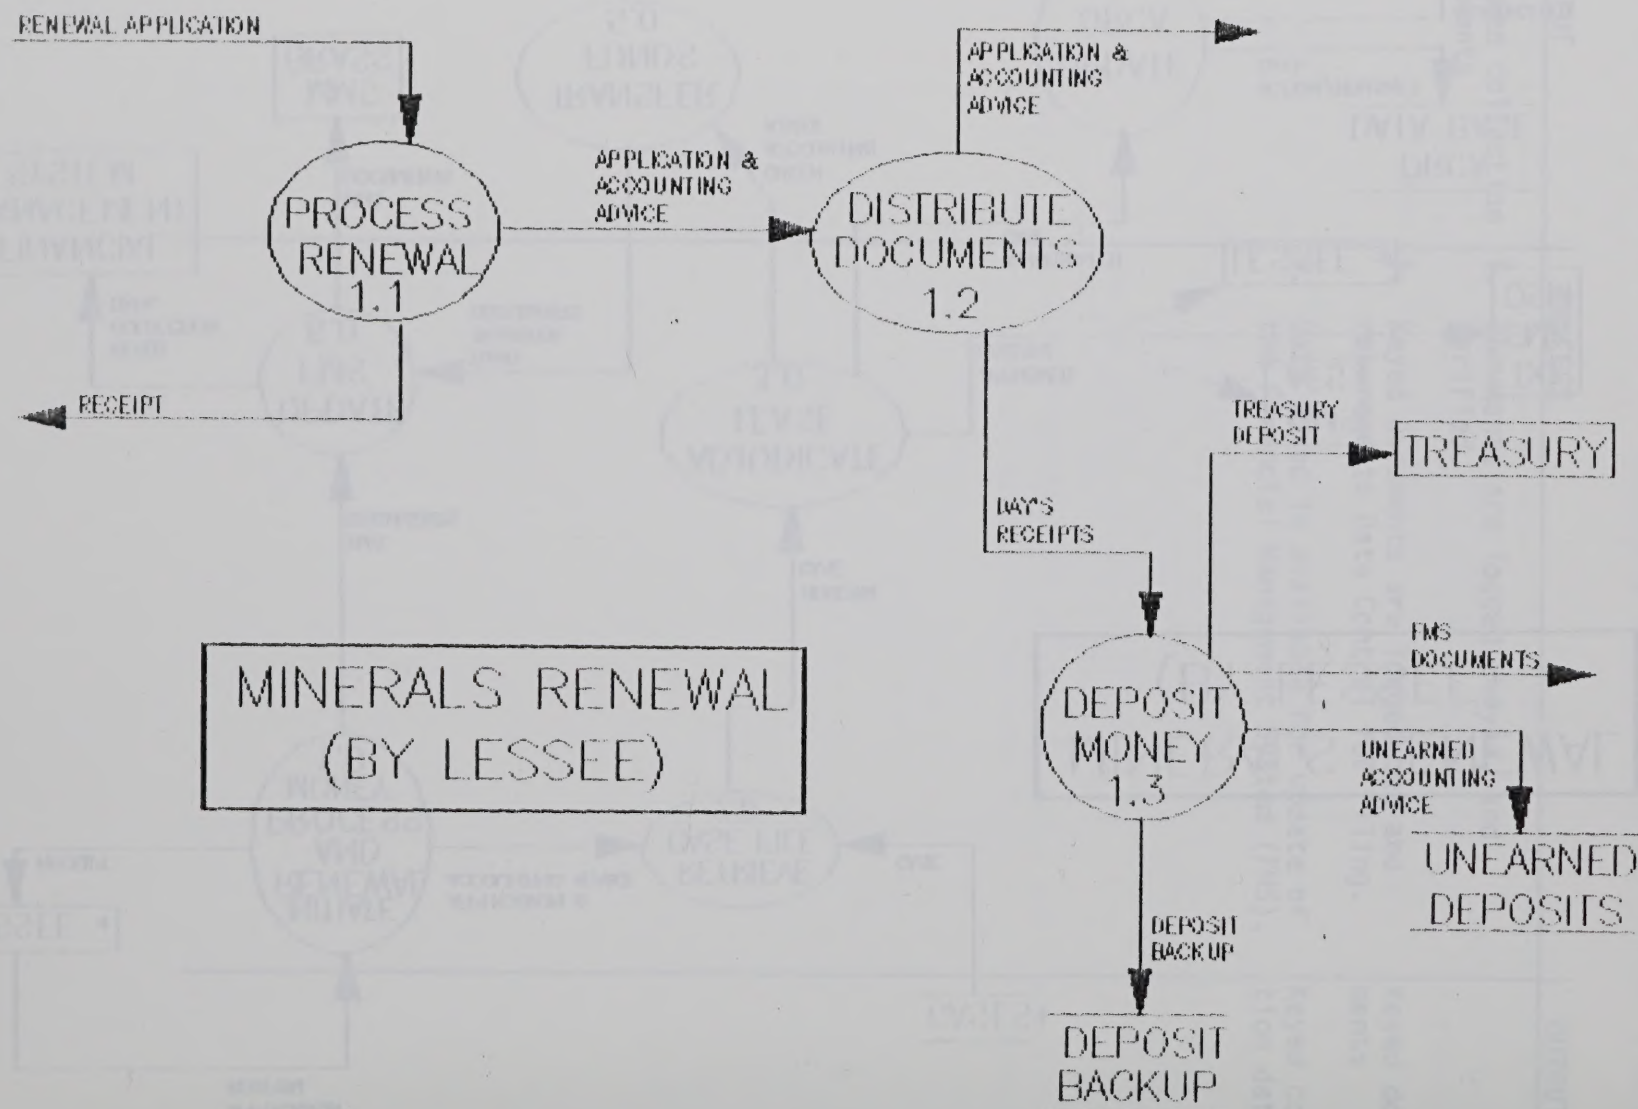 RENEWAL APPLICATION
PROCESS
RENEWAL
1.1
RECEIPT
APPLICATION &
ACCOUNTING
ADVICE
DISTRIBUTE
DOCUMENTS
1.2
APPLICATION &
ACCOUNTING
ADVICE
DAY'S
RECEIPTS
TREASURY
DEPOSIT
TREASURY
MINERALS RENEWAL
(BY LESSEE)
DEPOSIT
MONEY
1.3
FMS
DOCUMENTS
UNEARNED
ACCOUNTING
ADVICE
UNEARNED
DEPOSITS
DEPOSIT
BACKUP
DEPOSIT
BACKUP